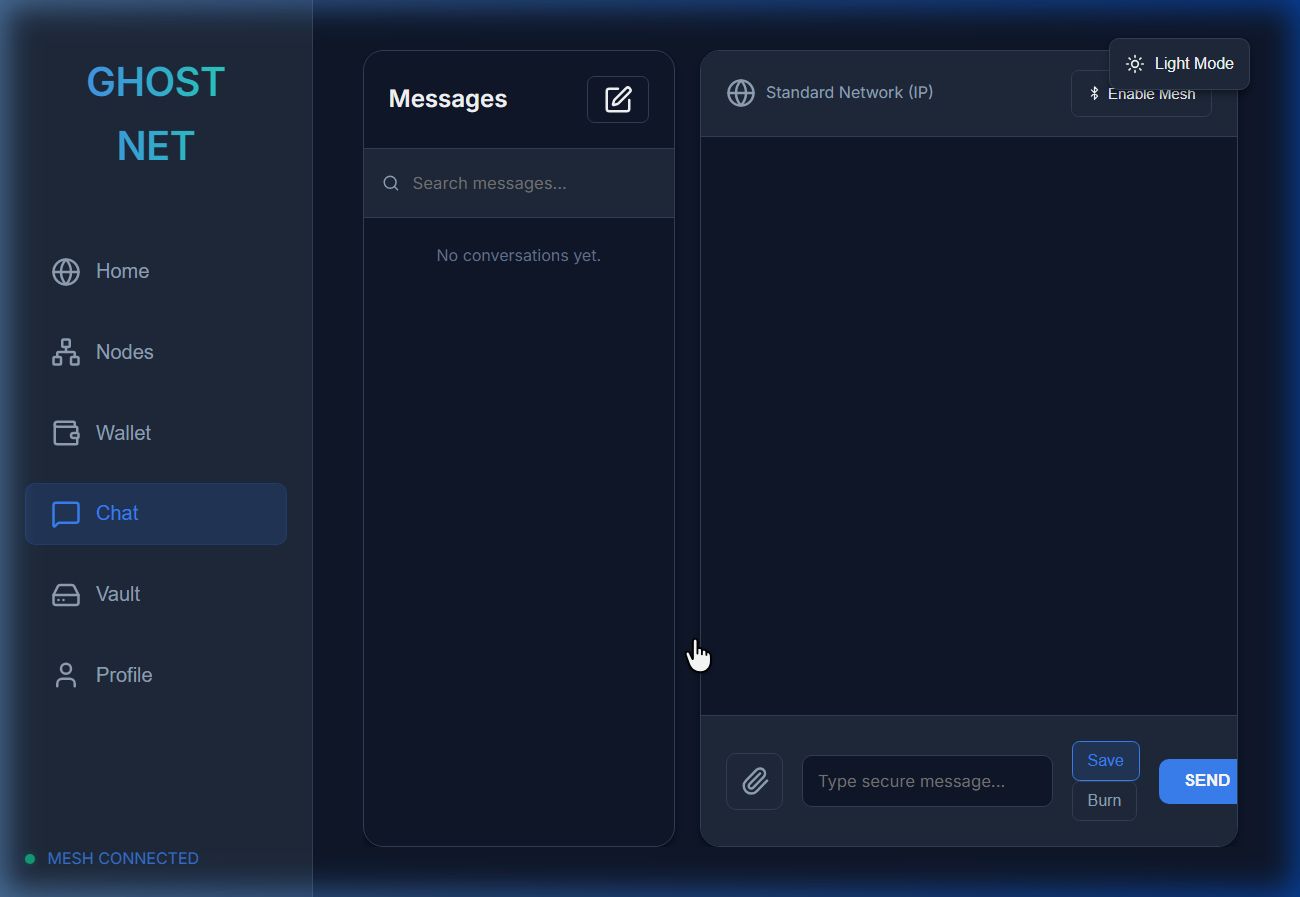 GHOST
NET
Home
Nodes
Wallet
Chat
Vault
Profile
MESH CONNECTED
Messages
Search messages...
No conversations yet.
Standard Network (IP)
Light Mode
Enable Mesh
Type secure message...
Save
Burn
SEND